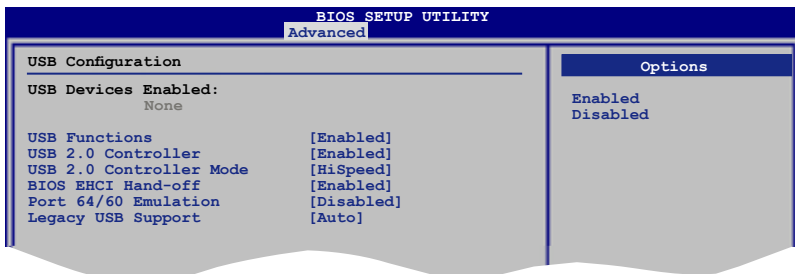 BIOS SETUP UTILITY
Advanced
USB Configuration
Options
USB Devices Enabled:
None
Enabled
Disabled
USB Functions [Enabled]
USB 2.0 Controller [Enabled]
USB 2.0 Controller Mode [HiSpeed]
BIOS EHCI Hand-off [Enabled]
Port 64/60 Emulation [Disabled]
Legacy USB Support [Auto]